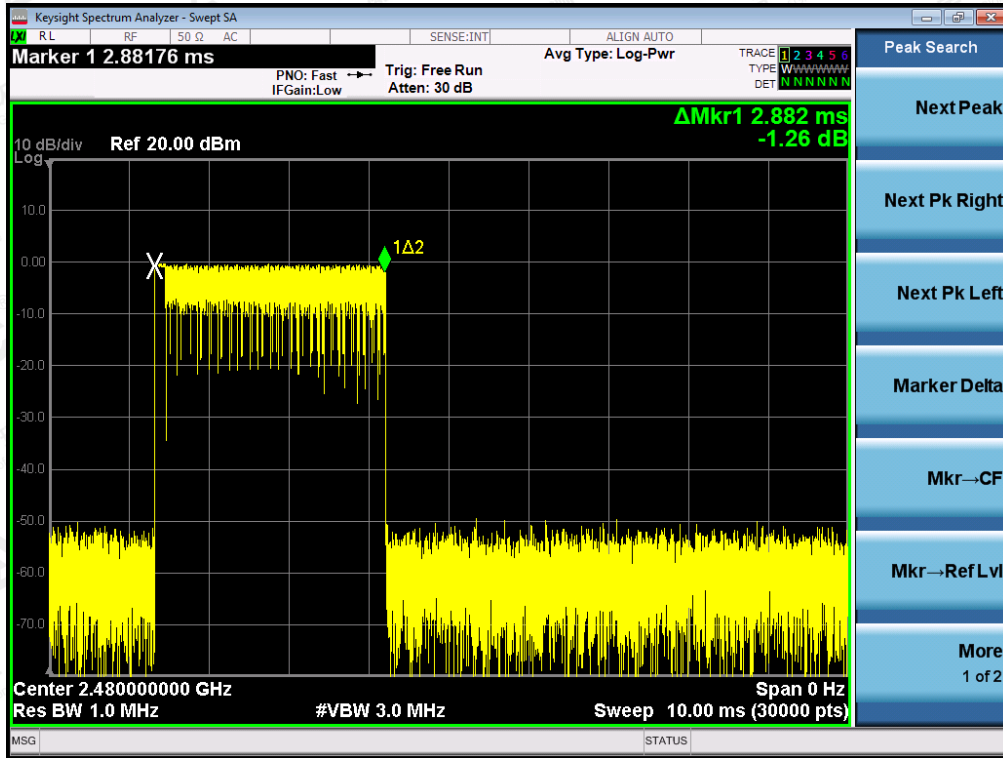 Keysight Spectrum Analyzer - Swept SA
LXI RL RF 50 Ω AC SENSE:INT ALIGN AUTO
Marker 1 2.88176 ms
PNO: Fast
IFGain:Low
Trig: Free Run
Atten: 30 dB
Avg Type: Log-Pwr
TRACE 1 2 3 4 5 6
TYPE WWWWWW
DET N N N N N N
ΔMkr1 2.882 ms
-1.26 dB
10 dB/div Ref 20.00 dBm
Log
10.0
1Δ2
0.00
-10.0
-20.0
-30.0
-40.0
-50.0
-60.0
-70.0
Center 2.480000000 GHz Span 0 Hz
Res BW 1.0 MHz #VBW 3.0 MHz Sweep 10.00 ms (30000 pts)
MSG STATUS
Peak Search
Next Peak
Next Pk Right
Next Pk Left
Marker Delta
Mkr→CF
Mkr→Ref Lvl
More
1 of 2